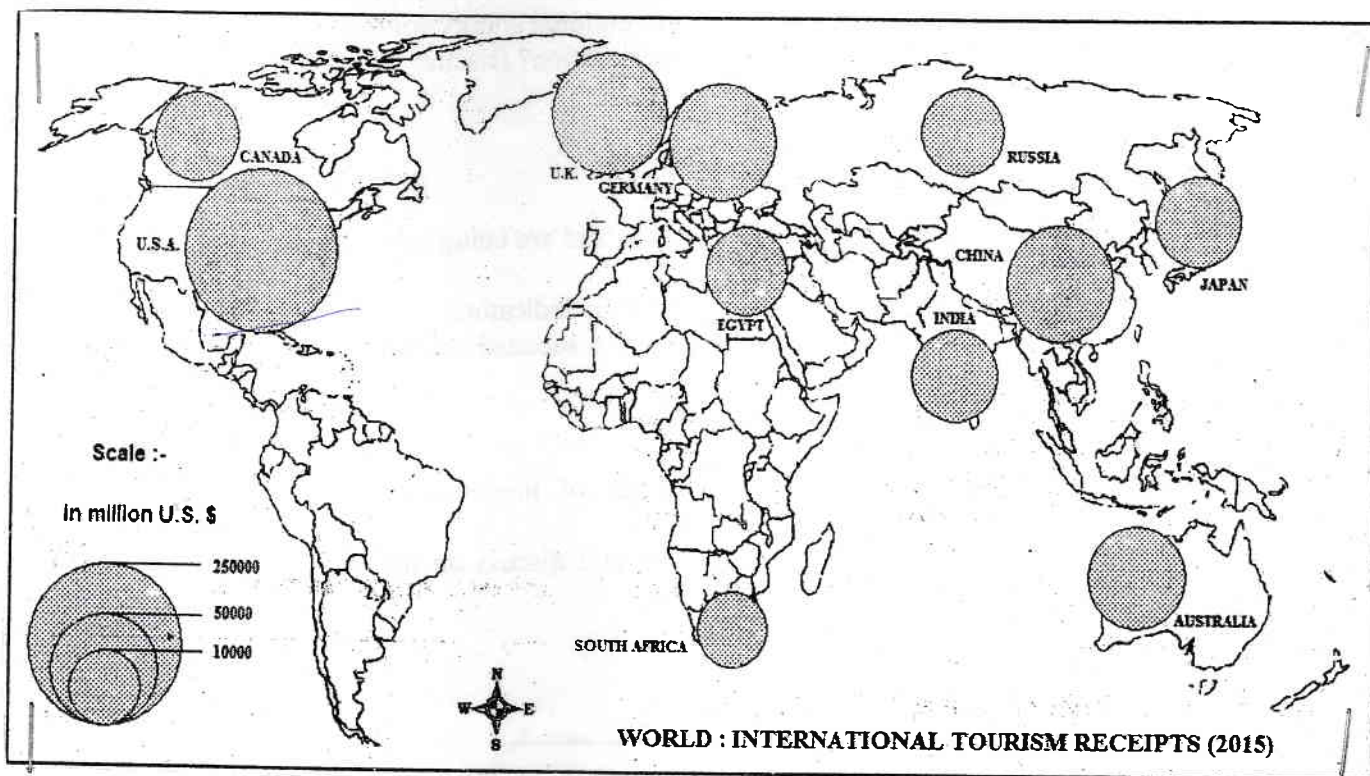 CANADA
RUSSIA
U.K.
GERMANY
U.S.A.
CHINA
JAPAN
EGYPT
INDIA
Scale :-
in million U.S. $
250000
50000
10000
SOUTH AFRICA
AUSTRALIA
N
W E
S
WORLD : INTERNATIONAL TOURISM RECEIPTS (2015)